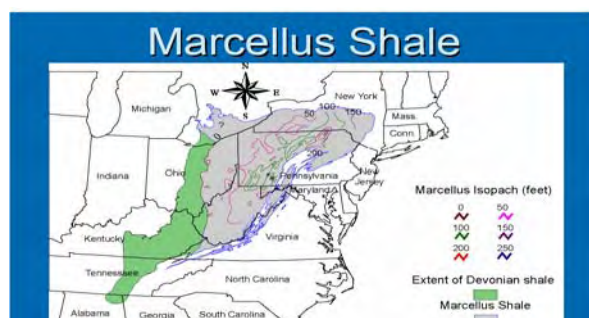 Marcellus Shale
N
W E
S
Michigan
New York
Mass.
Conn.
50
100
150
?
0
Indiana
Ohio
Pennsylvania
New
Jersey
Maryland
Kentucky
Virginia
Tennessee
North Carolina
Alabama
Georgia
South Carolina
Marcellus Isopach (feet)
0 50
100 150
200 250
Extent of Devonian shale
Marcellus Shale